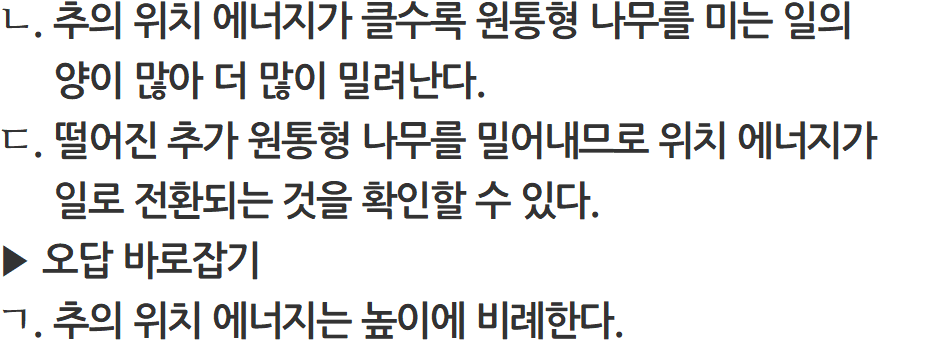 ㄴ. 추의 위치 에너지가 클수록 원통형 나무를 미는 일의
양이 많아 더 많이 밀려난다.
ㄷ. 떨어진 추가 원통형 나무를 밀어내므로 위치 에너지가
일로 전환되는 것을 확인할 수 있다.
▶ 오답 바로잡기
ㄱ. 추의 위치 에너지는 높이에 비례한다.